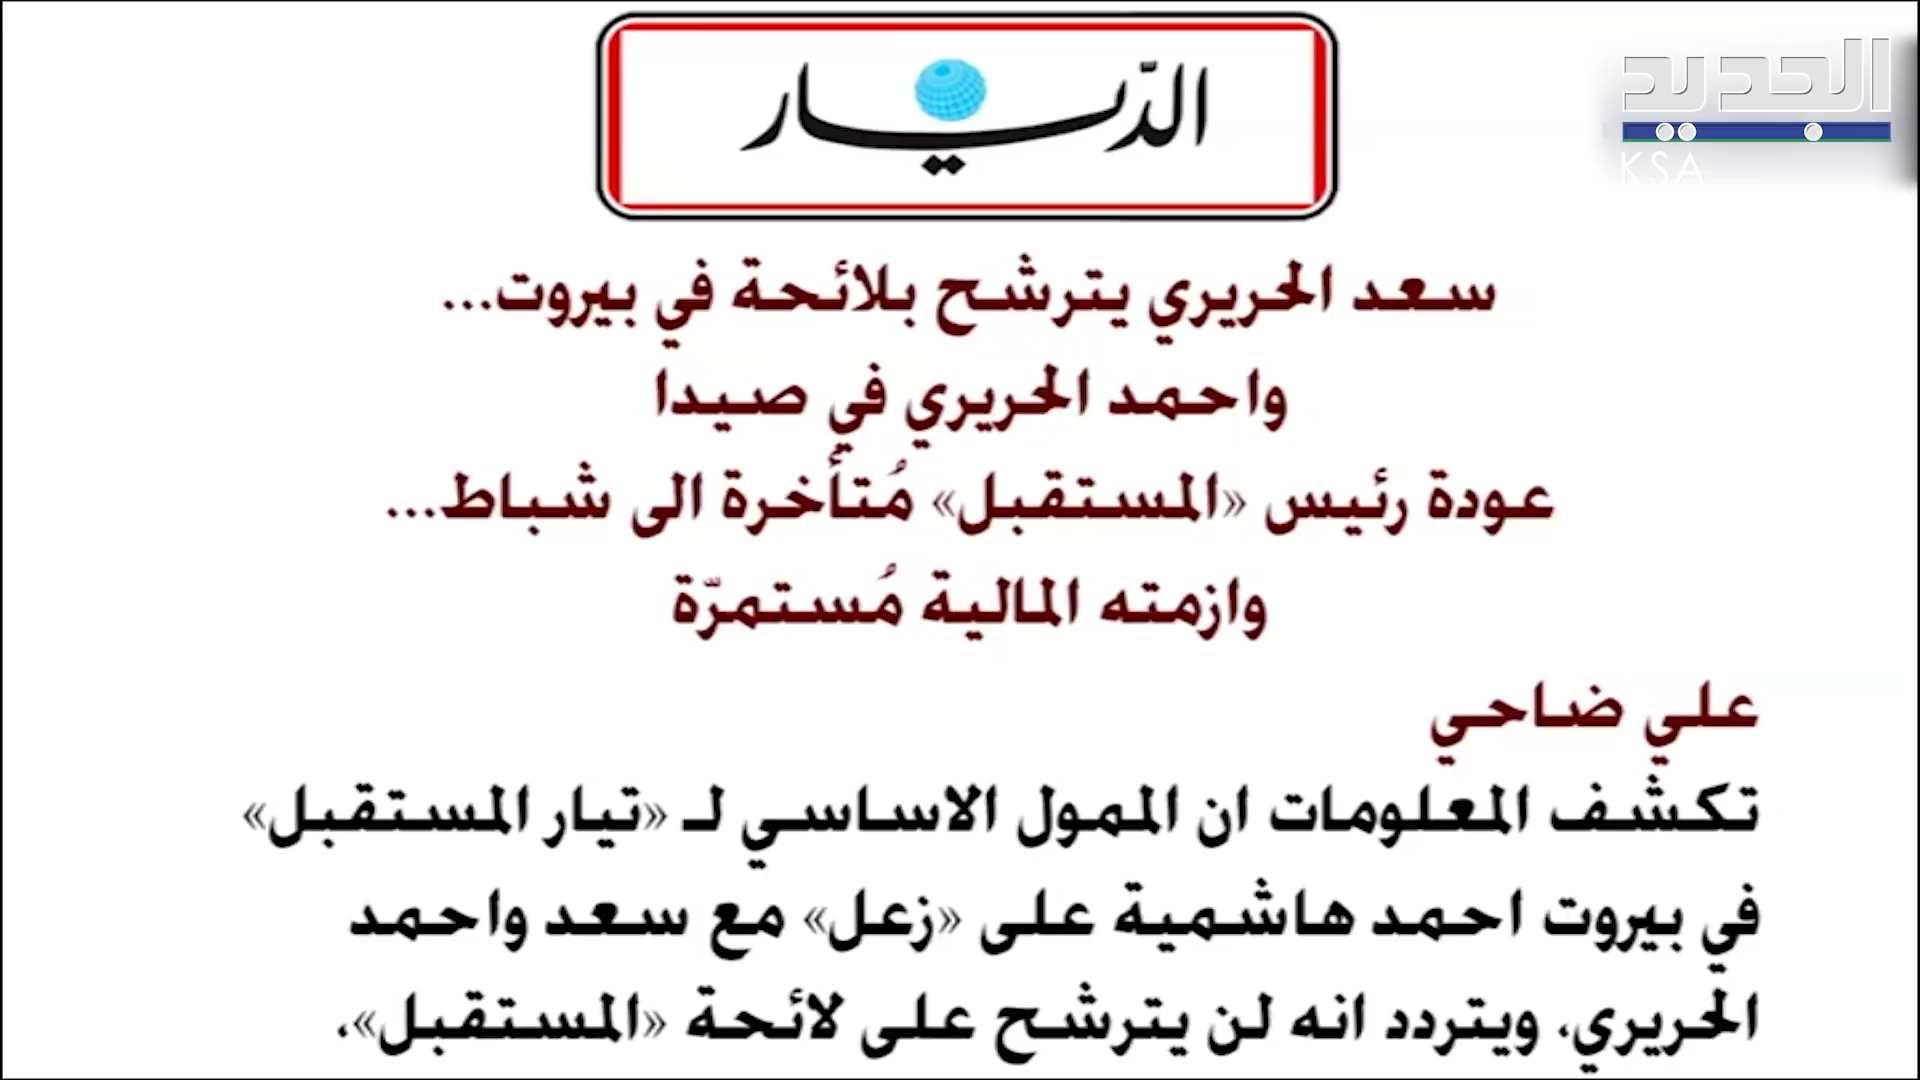 الديار
الجديد
KSA
سعد الحريري يترشح بلائحة في بيروت...
واحمد الحريري في صيدا
عودة رئيس «المستقبل» مُتأخرة الى شباط...
وازمته المالية مُستمرّة
علي ضاحي
تكشف المعلومات ان الممول الاساسي لـ «تيار المستقبل»
في بيروت احمد هاشمية على «زعل» مع سعد واحمد
الحريري، ويتردد انه لن يترشح على لائحة «المستقبل»،